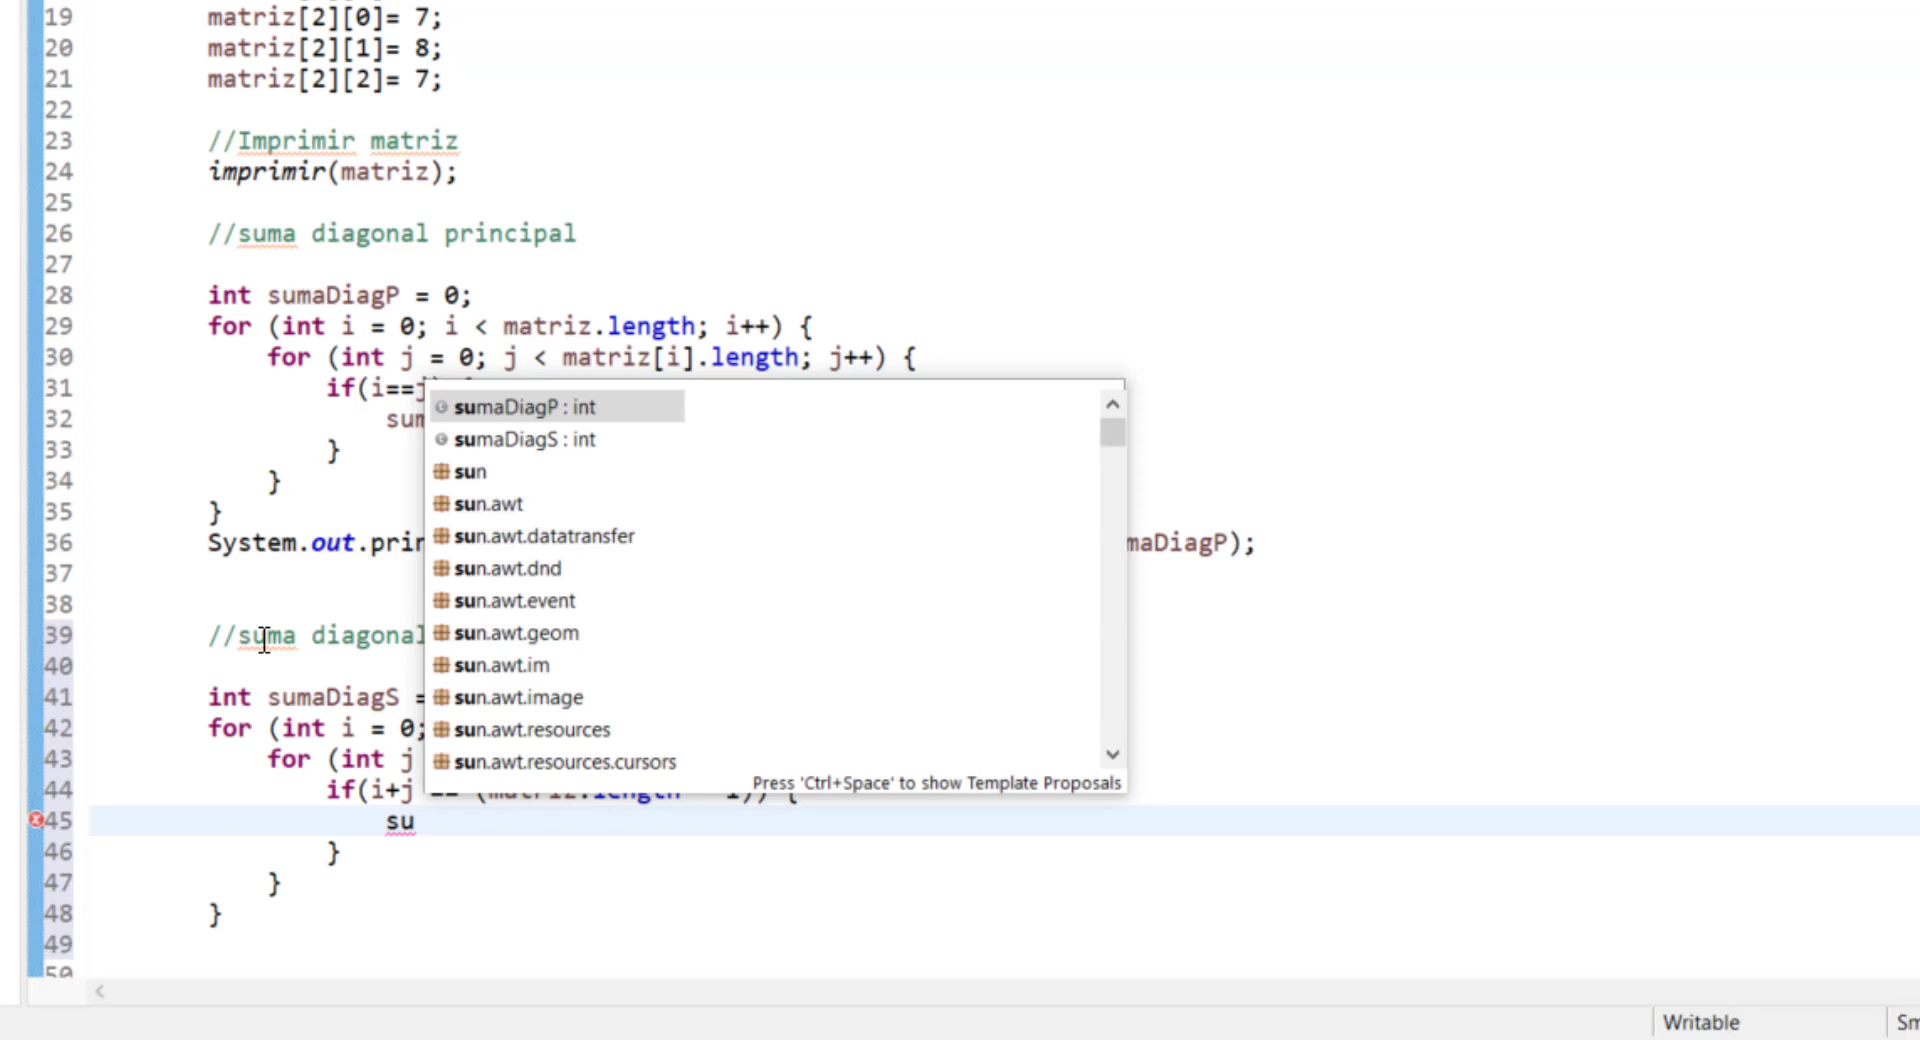 19 matriz[2][0]= 7;
20 matriz[2][1]= 8;
21 matriz[2][2]= 7;
22
23 //Imprimir matriz
24 imprimir(matriz);
25
26 //suma diagonal principal
27
28 int sumaDiagP = 0;
29 for (int i = 0; i < matriz.length; i++) {
30 for (int j = 0; j < matriz[i].length; j++) {
31 if(i==j) {
32 sum
33 }
34 }
35 }
36 System.out.prin maDiagP);
37
38
39 //suma diagonal
40
41 int sumaDiagS =
42 for (int i = 0;
43 for (int j
44 if(i+j == (matriz.length - 1)) {
45 su
46 }
47 }
48 }
49
50
sumaDiagP : int
sumaDiagS : int
sun
sun.awt
sun.awt.datatransfer
sun.awt.dnd
sun.awt.event
sun.awt.geom
sun.awt.im
sun.awt.image
sun.awt.resources
sun.awt.resources.cursors
Press 'Ctrl+Space' to show Template Proposals
Writable
Sm